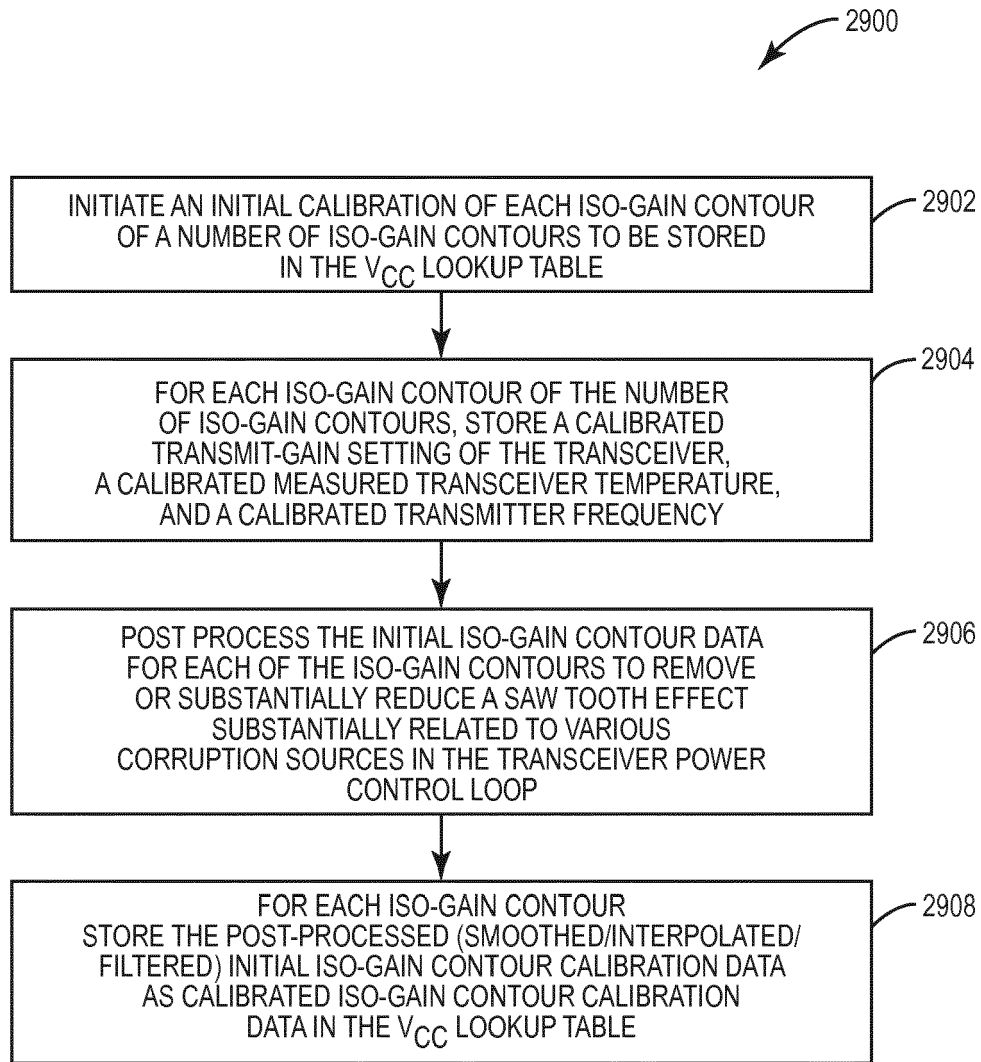 2900
INITIATE AN INITIAL CALIBRATION OF EACH ISO-GAIN CONTOUR
OF A NUMBER OF ISO-GAIN CONTOURS TO BE STORED
IN THE VCC LOOKUP TABLE
2902
FOR EACH ISO-GAIN CONTOUR OF THE NUMBER
OF ISO-GAIN CONTOURS, STORE A CALIBRATED
TRANSMIT-GAIN SETTING OF THE TRANSCEIVER,
A CALIBRATED MEASURED TRANSCEIVER TEMPERATURE,
AND A CALIBRATED TRANSMITTER FREQUENCY
2904
POST PROCESS THE INITIAL ISO-GAIN CONTOUR DATA
FOR EACH OF THE ISO-GAIN CONTOURS TO REMOVE
OR SUBSTANTIALLY REDUCE A SAW TOOTH EFFECT
SUBSTANTIALLY RELATED TO VARIOUS
CORRUPTION SOURCES IN THE TRANSCEIVER POWER
CONTROL LOOP
2906
FOR EACH ISO-GAIN CONTOUR
STORE THE POST-PROCESSED (SMOOTHED/INTERPOLATED/
FILTERED) INITIAL ISO-GAIN CONTOUR CALIBRATION DATA
AS CALIBRATED ISO-GAIN CONTOUR CALIBRATION
DATA IN THE VCC LOOKUP TABLE
2908